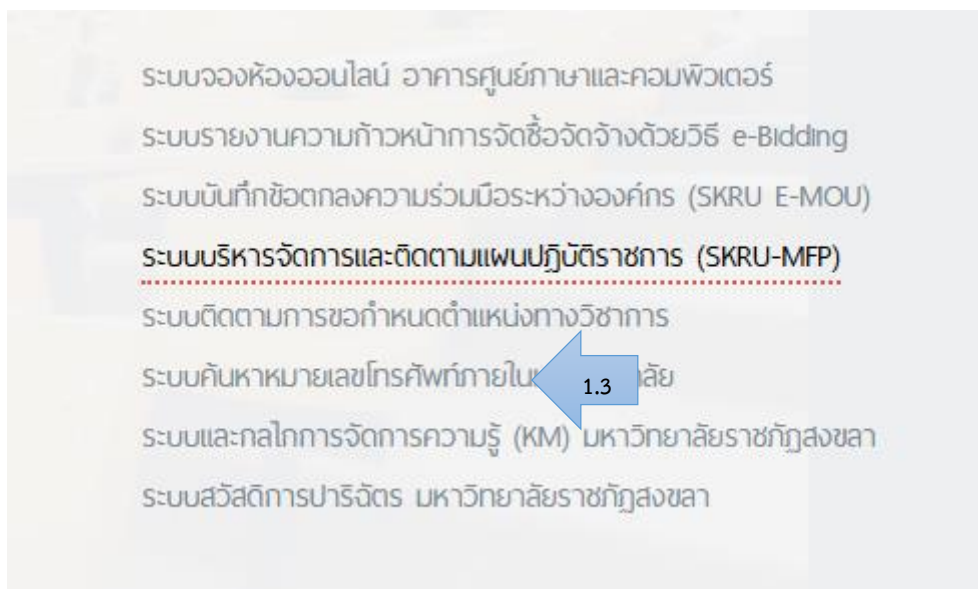 ระบบจองห้องออนไลน์ อาคารศูนย์ภาษาและคอมพิวเตอร์
ระบบรายงานความก้าวหน้าการจัดซื้อจัดจ้างด้วยวิธี e-Bidding
ระบบบันทึกข้อตกลงความร่วมมือระหว่างองค์กร (SKRU E-MOU)
ระบบบริหารจัดการและติดตามแผนปฏิบัติราชการ (SKRU-MFP)
ระบบติดตามการขอกำหนดตำแหน่งทางวิชาการ
ระบบค้นหาหมายเลขโทรศัพท์ภายใน 1.3 ลัย
ระบบและกลไกการจัดการความรู้ (KM) มหาวิทยาลัยราชภัฏสงขลา
ระบบสวัสดิการปาริฉัตร มหาวิทยาลัยราชภัฏสงขลา